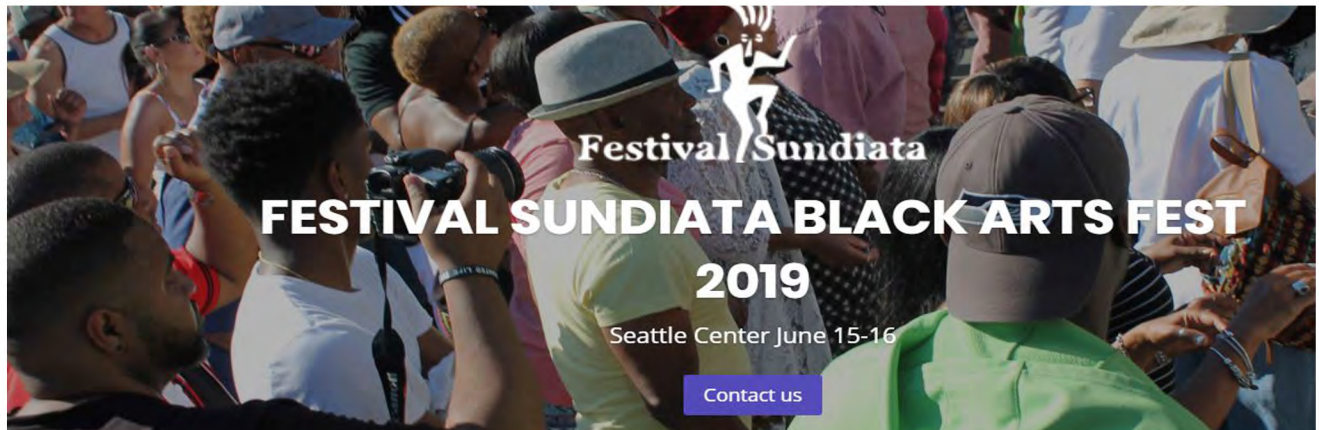 Festival Sundiata
FESTIVAL SUNDIATA BLACK ARTS FEST
2019
Seattle Center June 15-16
Contact us